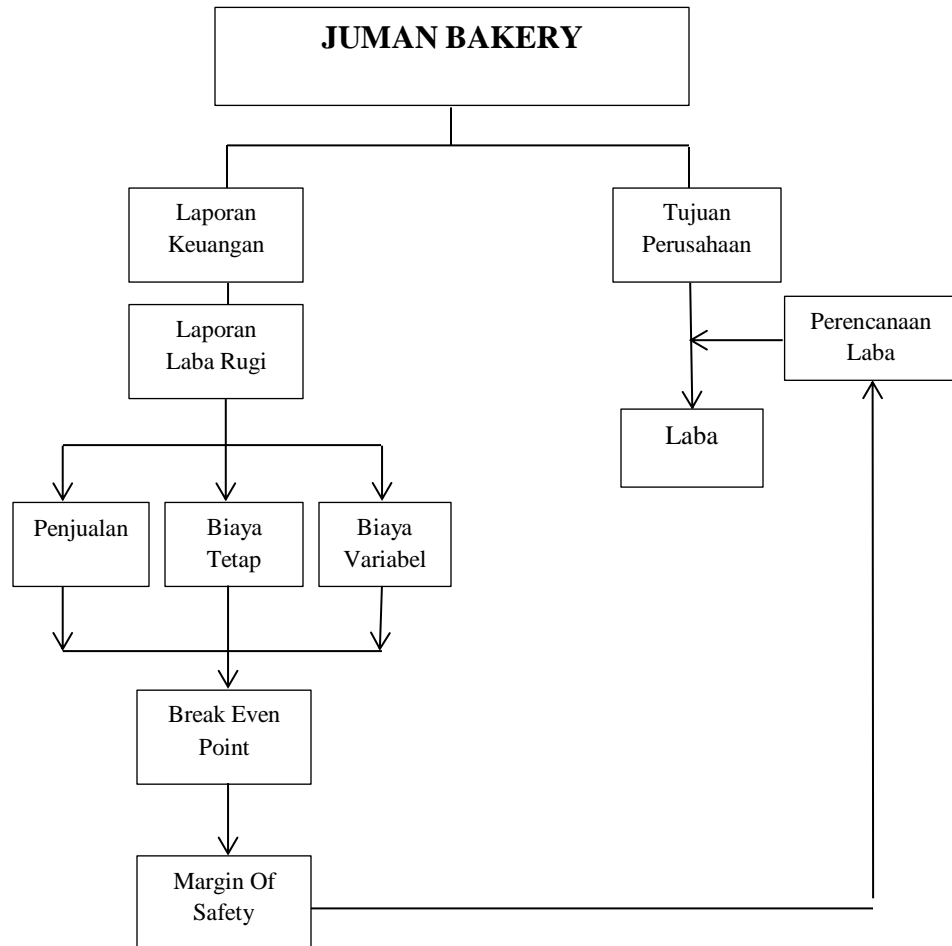 JUMAN BAKERY
Laporan
Keuangan
Tujuan
Perusahaan
Laporan
Laba Rugi
Perencanaan
Laba
Laba
Penjualan
Biaya
Tetap
Biaya
Variabel
Break Even
Point
Margin Of
Safety